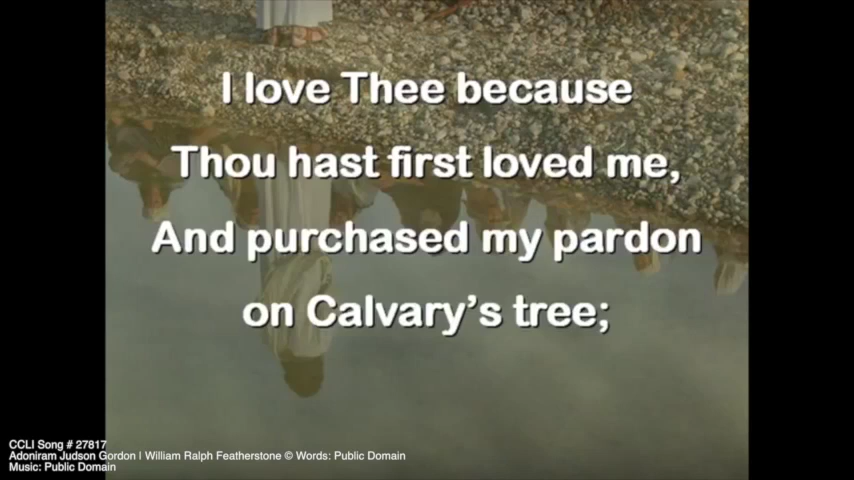 I love Thee because
Thou hast first loved me,
And purchased my pardon
on Calvary's tree;
CCLI Song # 27817
Adoniram Judson Gordon | William Ralph Featherstone © Words: Public Domain
Music: Public Domain